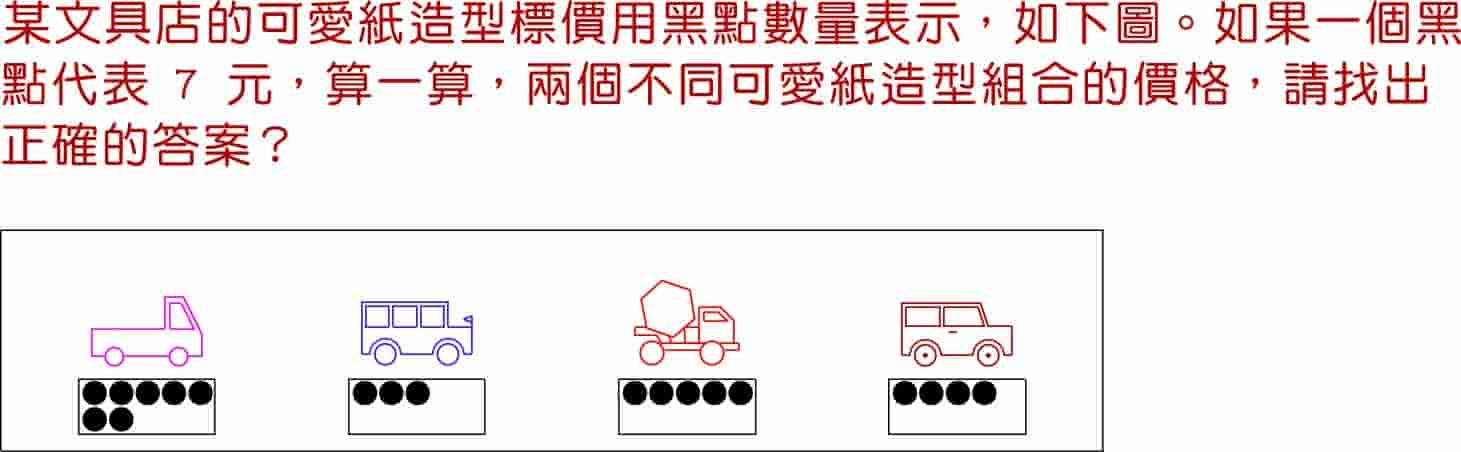 某文具店的可愛紙造型標價用黑點數量表示，如下圖。如果一個黑
點代表 7 元，算一算，兩個不同可愛紙造型組合的價格，請找出
正確的答案？